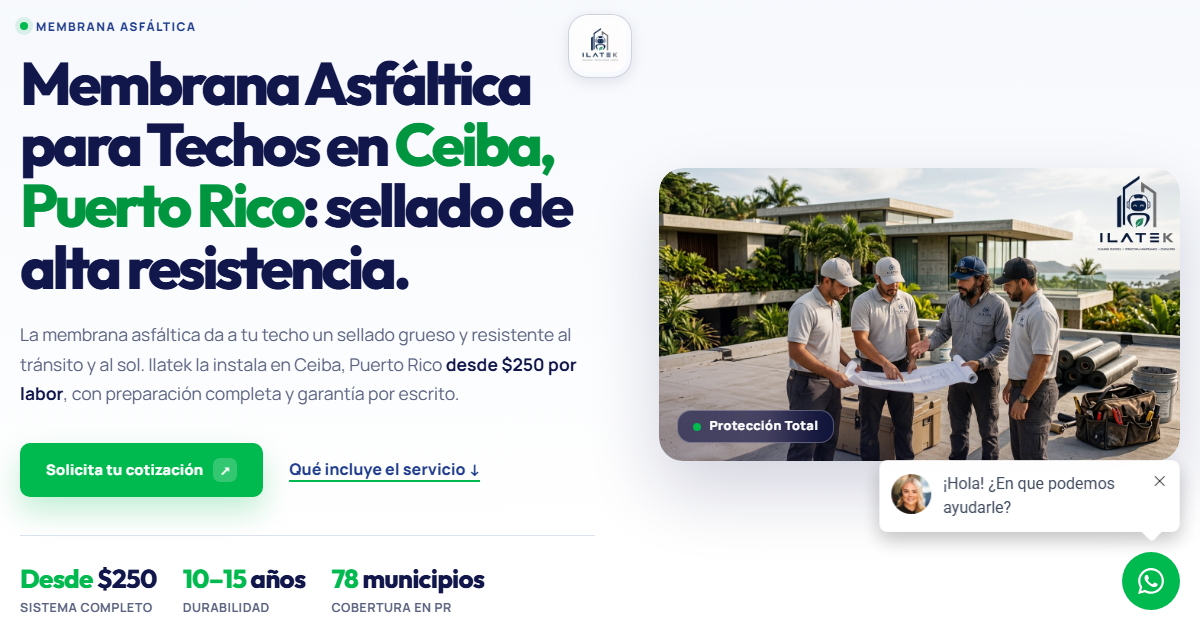 MEMBRANA ASFÁLTICA
ILATEK
Membrana Asfáltica
para Techos en Ceiba,
Puerto Rico: sellado de
alta resistencia.
La membrana asfáltica da a tu techo un sellado grueso y resistente al
tránsito y al sol. Ilatek la instala en Ceiba, Puerto Rico desde $250 por
labor, con preparación completa y garantía por escrito.
Solicita tu cotización ↗
Qué incluye el servicio ↓
Desde $250
SISTEMA COMPLETO
10–15 años
DURABILIDAD
78 municipios
COBERTURA EN PR
ILATEK
Protección Total
¡Hola! ¿En que podemos
ayudarle?